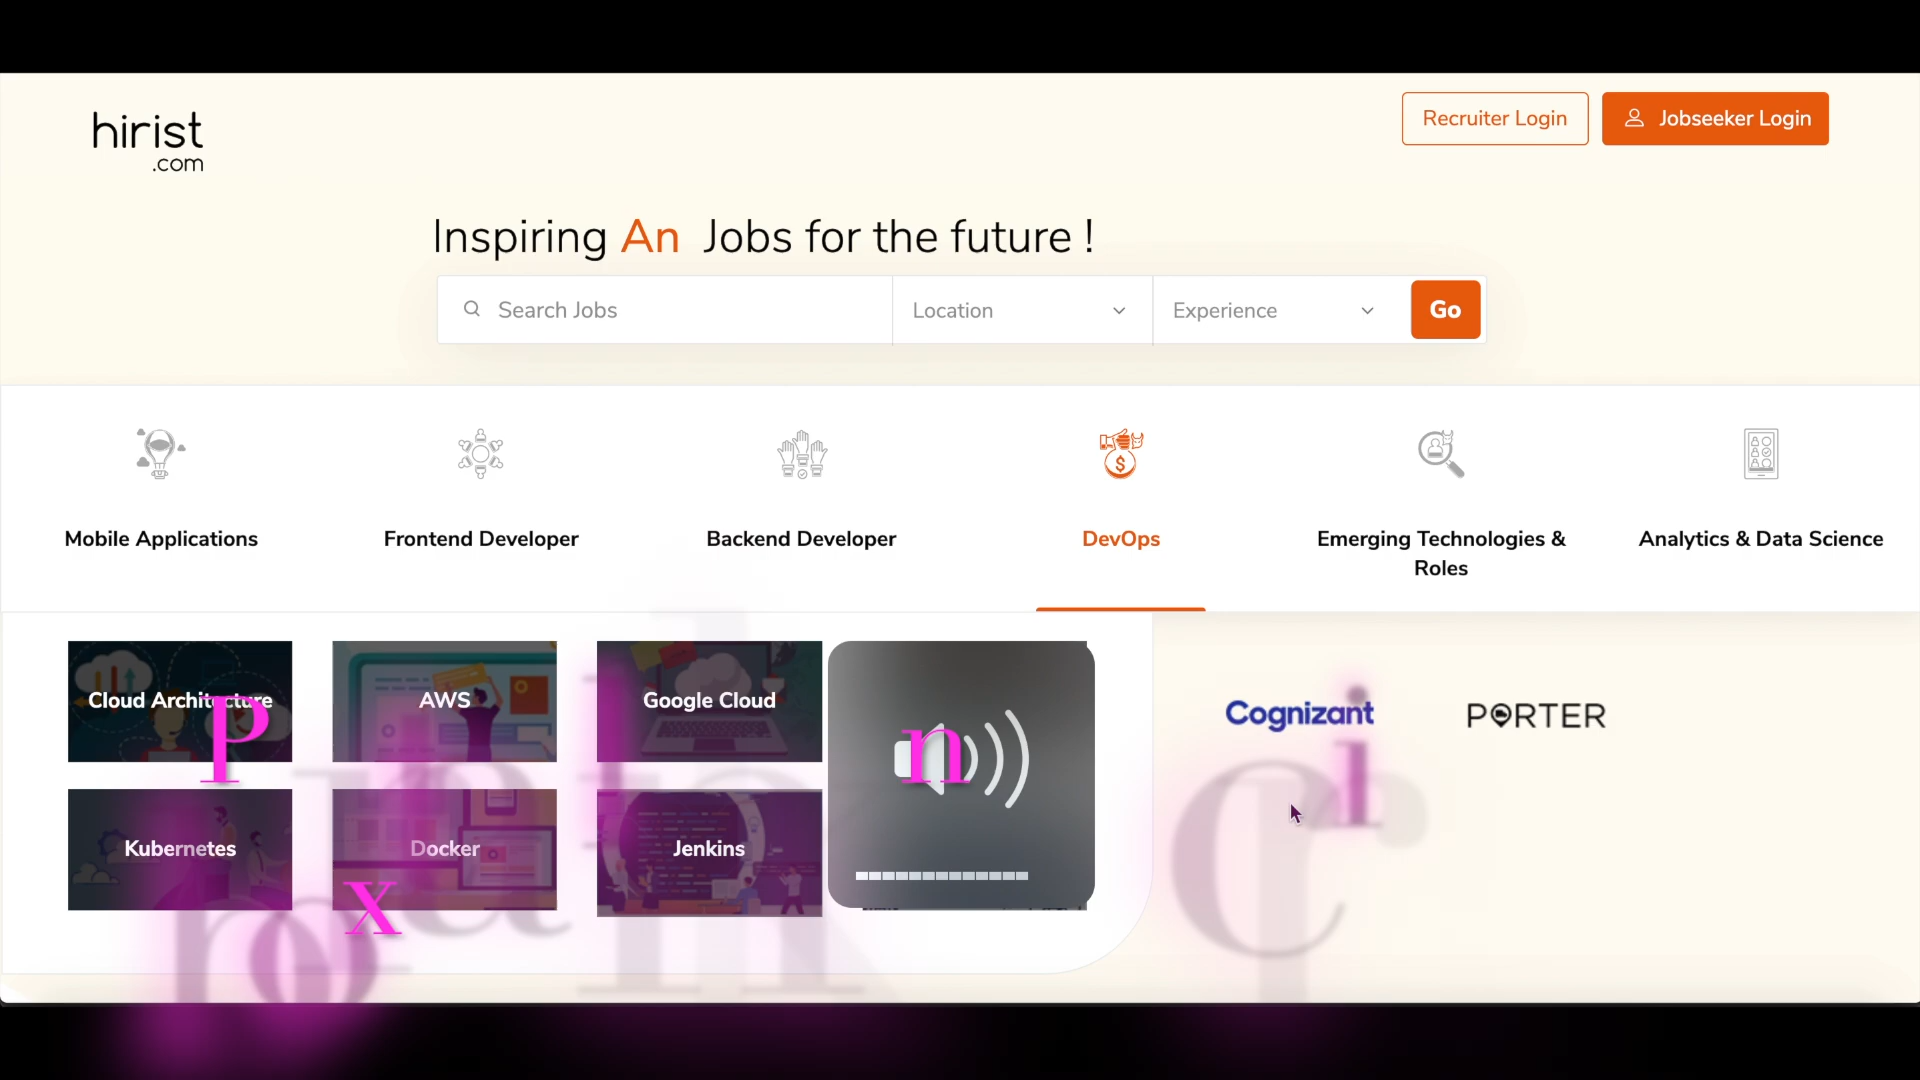 hirist
.com
Recruiter Login
Jobseeker Login
Inspiring An Jobs for the future !
Search Jobs
Location
Experience
Go
Mobile Applications
Frontend Developer
Backend Developer
DevOps
Emerging Technologies &
Roles
Analytics & Data Science
Cloud Architecture
AWS
Google Cloud
Cognizant
PORTER
Kubernetes
Docker
Jenkins
P
n
i
x